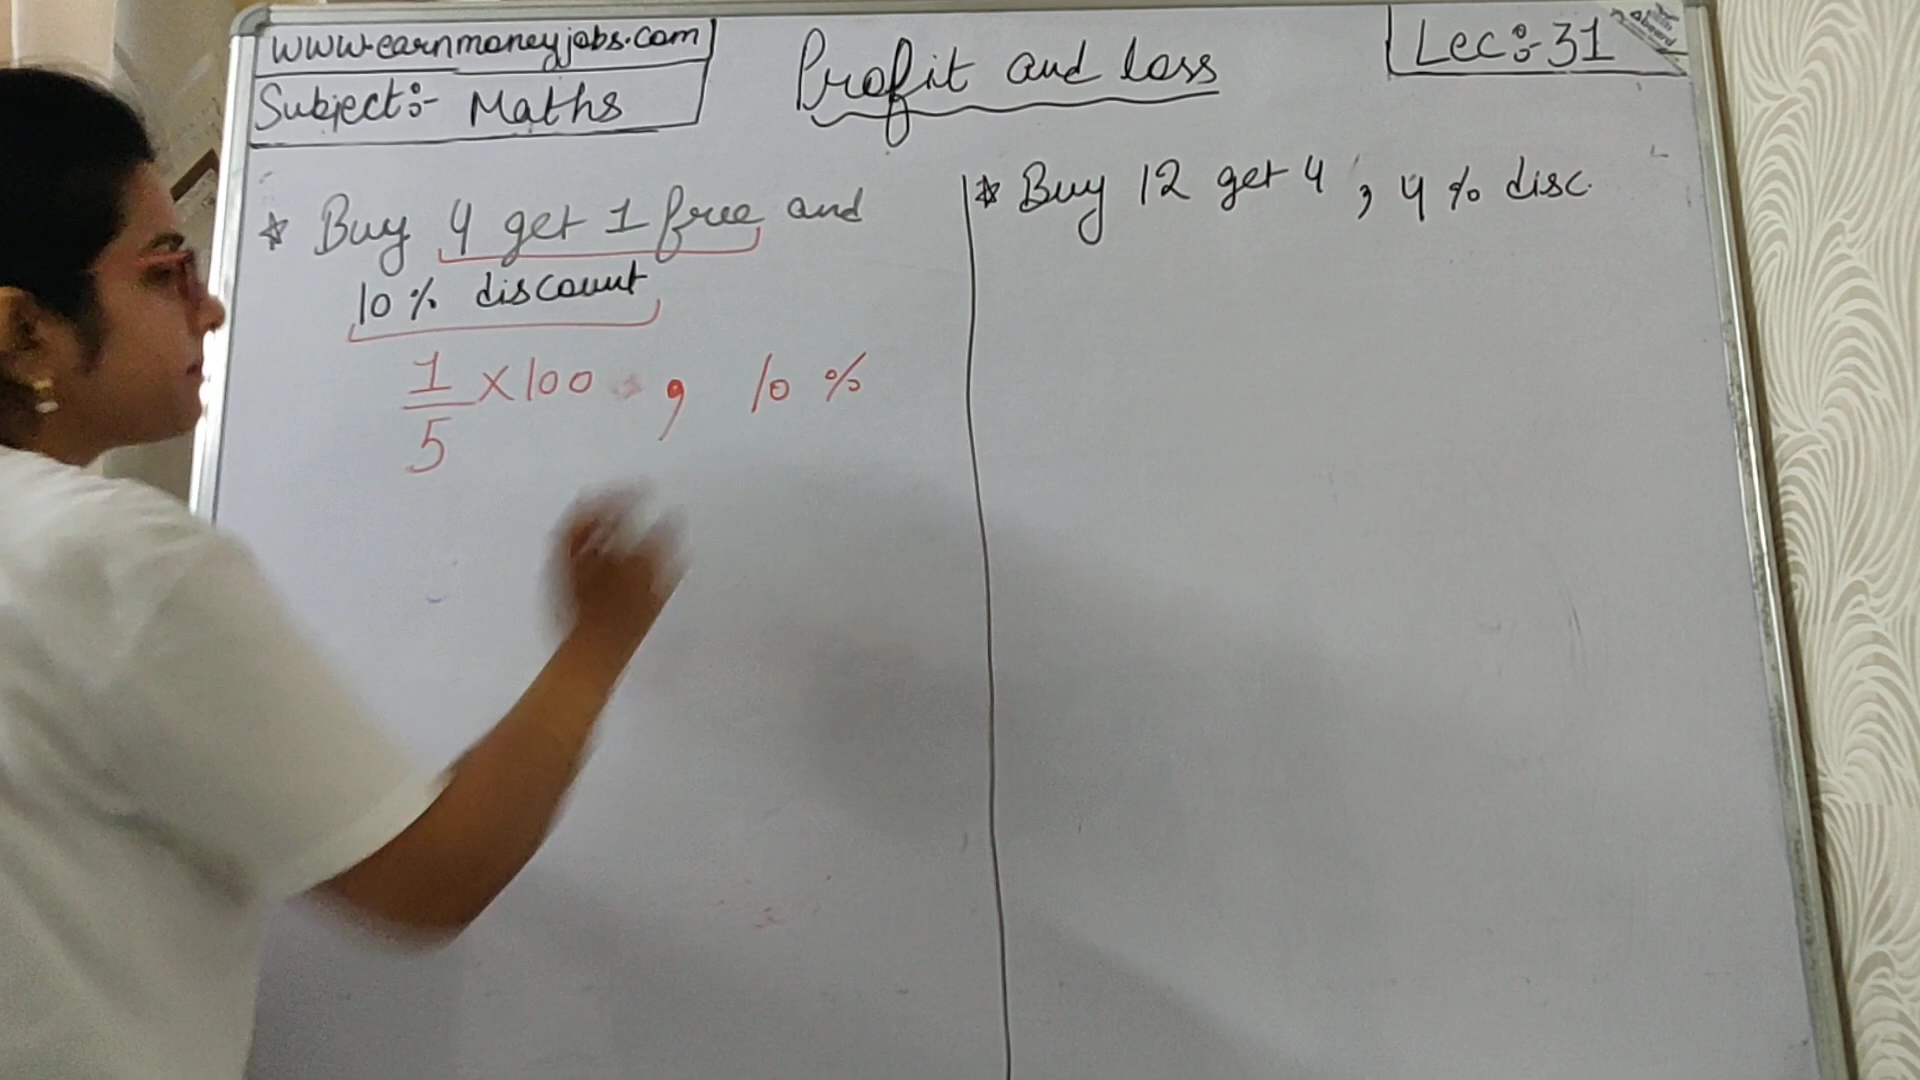 www.earnmoneyjobs.com
Subject:- Maths
Profit and loss
Lec:-31
* Buy 4 get 1 free and
10% discount
1/5 ×100 , 10 %
* Buy 12 get 4 , 4 % disc.